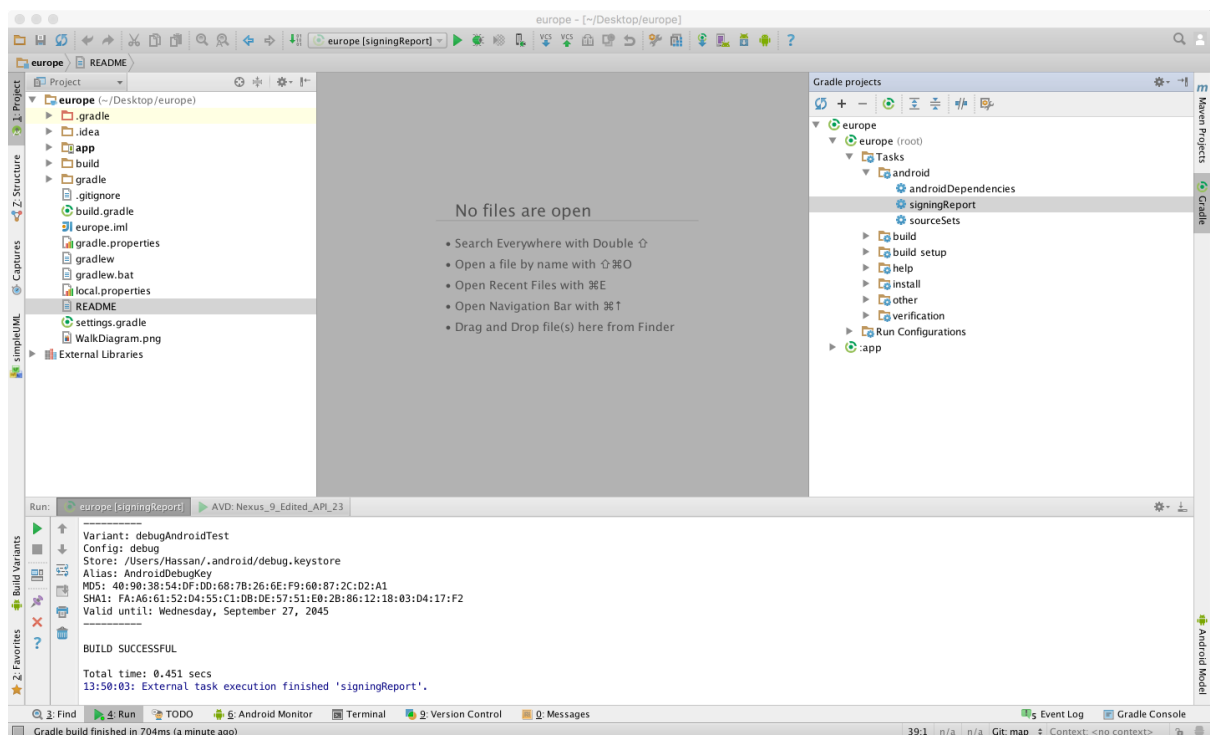 europe - [~/Desktop/europe]
europe [signingReport]
europe
README
Project
europe (~/Desktop/europe)
.gradle
.idea
app
build
gradle
.gitignore
build.gradle
europe.iml
gradle.properties
gradlew
gradlew.bat
local.properties
README
settings.gradle
WalkDiagram.png
External Libraries
1: Project
Z: Structure
Captures
simpleUML
Build Variants
2: Favorites
No files are open
• Search Everywhere with Double ⇧
• Open a file by name with ⇧⌘O
• Open Recent Files with ⌘E
• Open Navigation Bar with ⌘↑
• Drag and Drop file(s) here from Finder
Gradle projects
europe
europe (root)
Tasks
android
androidDependencies
signingReport
sourceSets
build
build setup
help
install
other
verification
Run Configurations
:app
m Maven Projects
Gradle
Android Model
Run: europe [signingReport] AVD: Nexus_9_Edited_API_23
----------
Variant: debugAndroidTest
Config: debug
Store: /Users/Hassan/.android/debug.keystore
Alias: AndroidDebugKey
MD5: 40:90:38:54:DF:DD:68:7B:26:6E:F9:60:87:2C:D2:A1
SHA1: FA:A6:61:52:D4:55:C1:DB:DE:57:51:E0:2B:86:12:18:03:D4:17:F2
Valid until: Wednesday, September 27, 2045
----------
BUILD SUCCESSFUL
Total time: 0.451 secs
13:50:03: External task execution finished 'signingReport'.
3: Find 4: Run TODO 6: Android Monitor Terminal 9: Version Control 0: Messages 5 Event Log Gradle Console
Gradle build finished in 704ms (a minute ago) 39:1 n/a n/a Git: map Context: <no context>